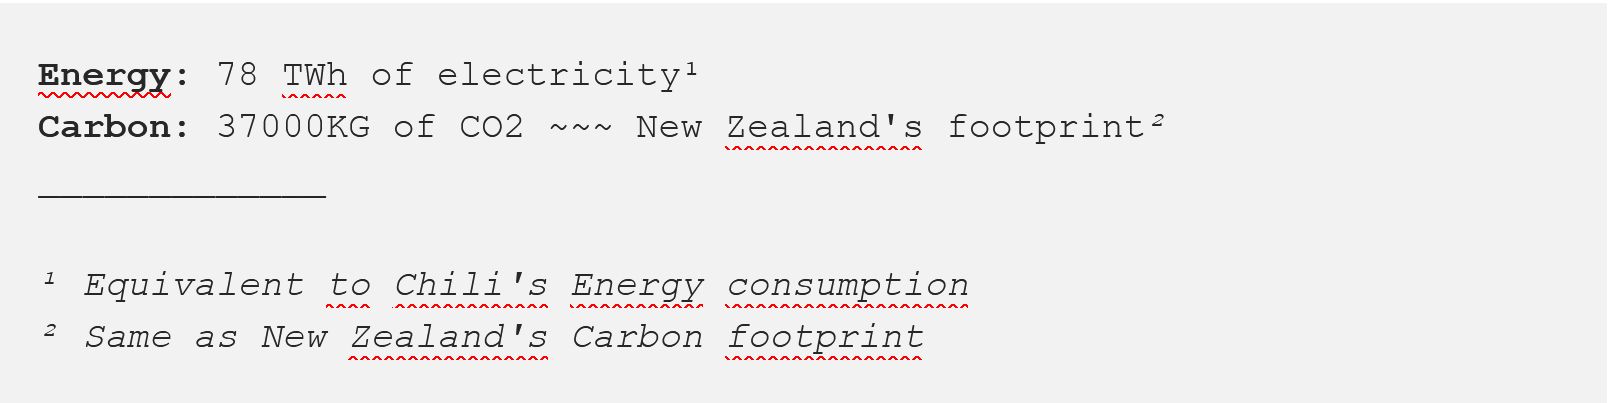 Energy: 78 TWh of electricity¹
Carbon: 37000KG of CO2 ~~~ New Zealand's footprint²
_____________
¹ Equivalent to Chili's Energy consumption
² Same as New Zealand's Carbon footprint